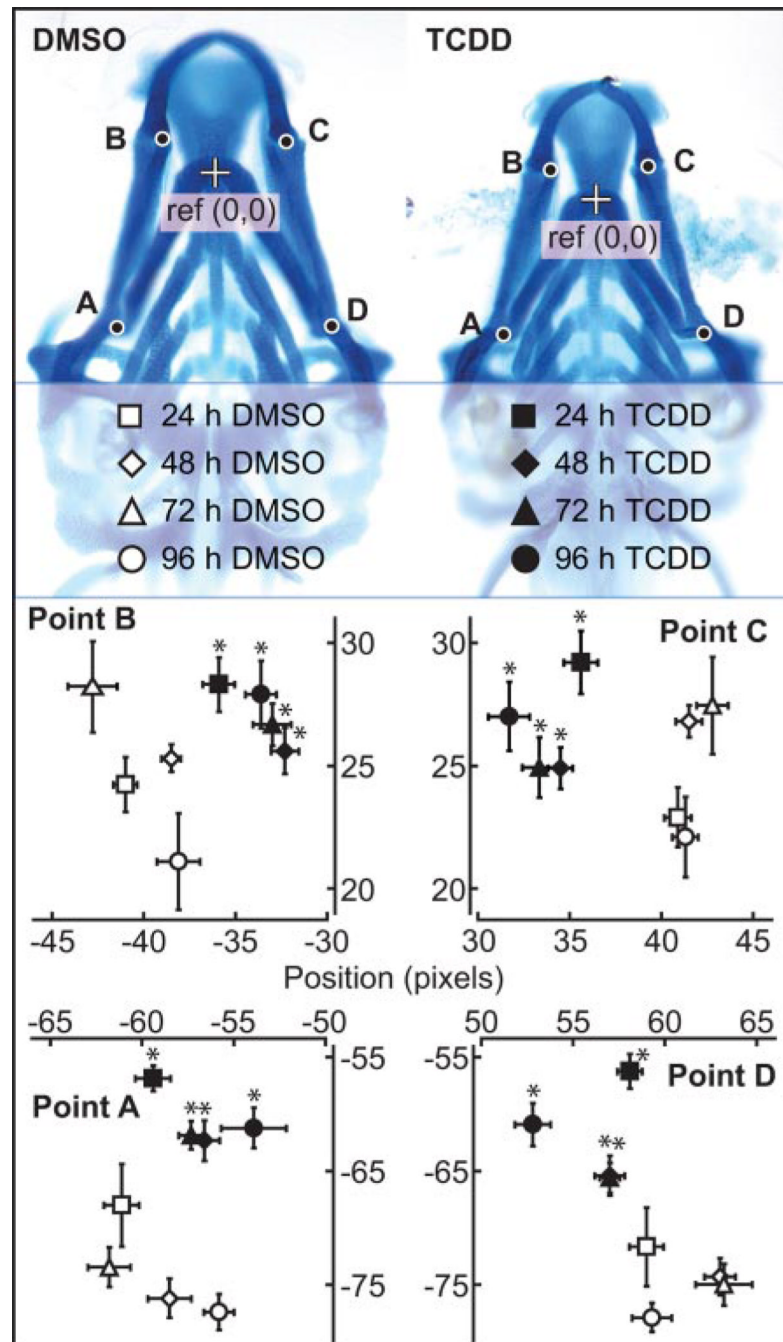 DMSO
TCDD
B
C
B
C
ref (0,0)
ref (0,0)
A
D
A
D
24 h DMSO
24 h TCDD
48 h DMSO
48 h TCDD
72 h DMSO
72 h TCDD
96 h DMSO
96 h TCDD
Point B
Point C
30
30
* * * *
* * * *
25
25
20
20
-45 -40 -35 -30
30 35 40 45
Position (pixels)
-65 -60 -55 -50
50 55 60 65
-55
-55
* ** *
* ** *
Point A
Point D
-65
-65
-75
-75